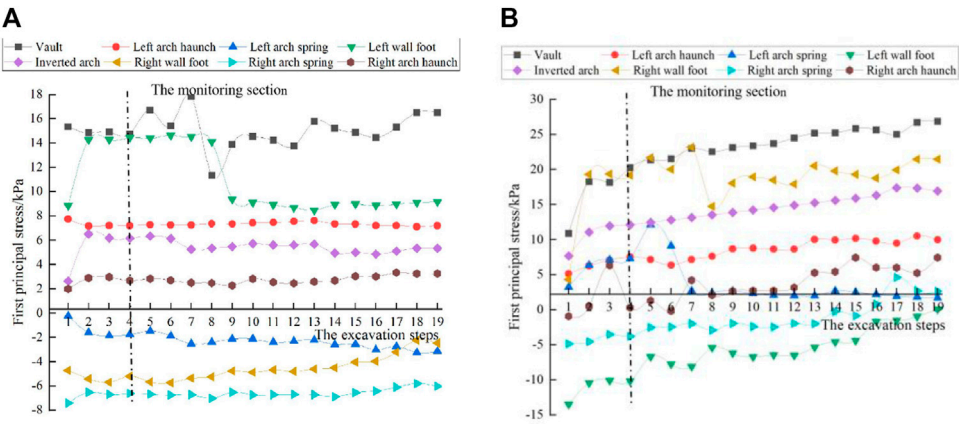 A
Vault Left arch haunch Left arch spring Left wall foot
Inverted arch Right wall foot Right arch spring Right arch haunch
The monitoring section
First principal stress/kPa
18
16
14
12
10
8
6
4
2
0
-2
-4
-6
-8
1 2 3 4 5 6 7 8 9 10 11 12 13 14 15 16 17 18 19
The excavation steps
B
Vault Left arch haunch Left arch spring Left wall foot
Inverted arch Right wall foot Right arch spring Right arch haunch
The monitoring section
First principal stress/kPa
30
25
20
15
10
5
0
-5
-10
-15
1 2 3 4 5 6 7 8 9 10 11 12 13 14 15 16 17 18 19
The excavation steps